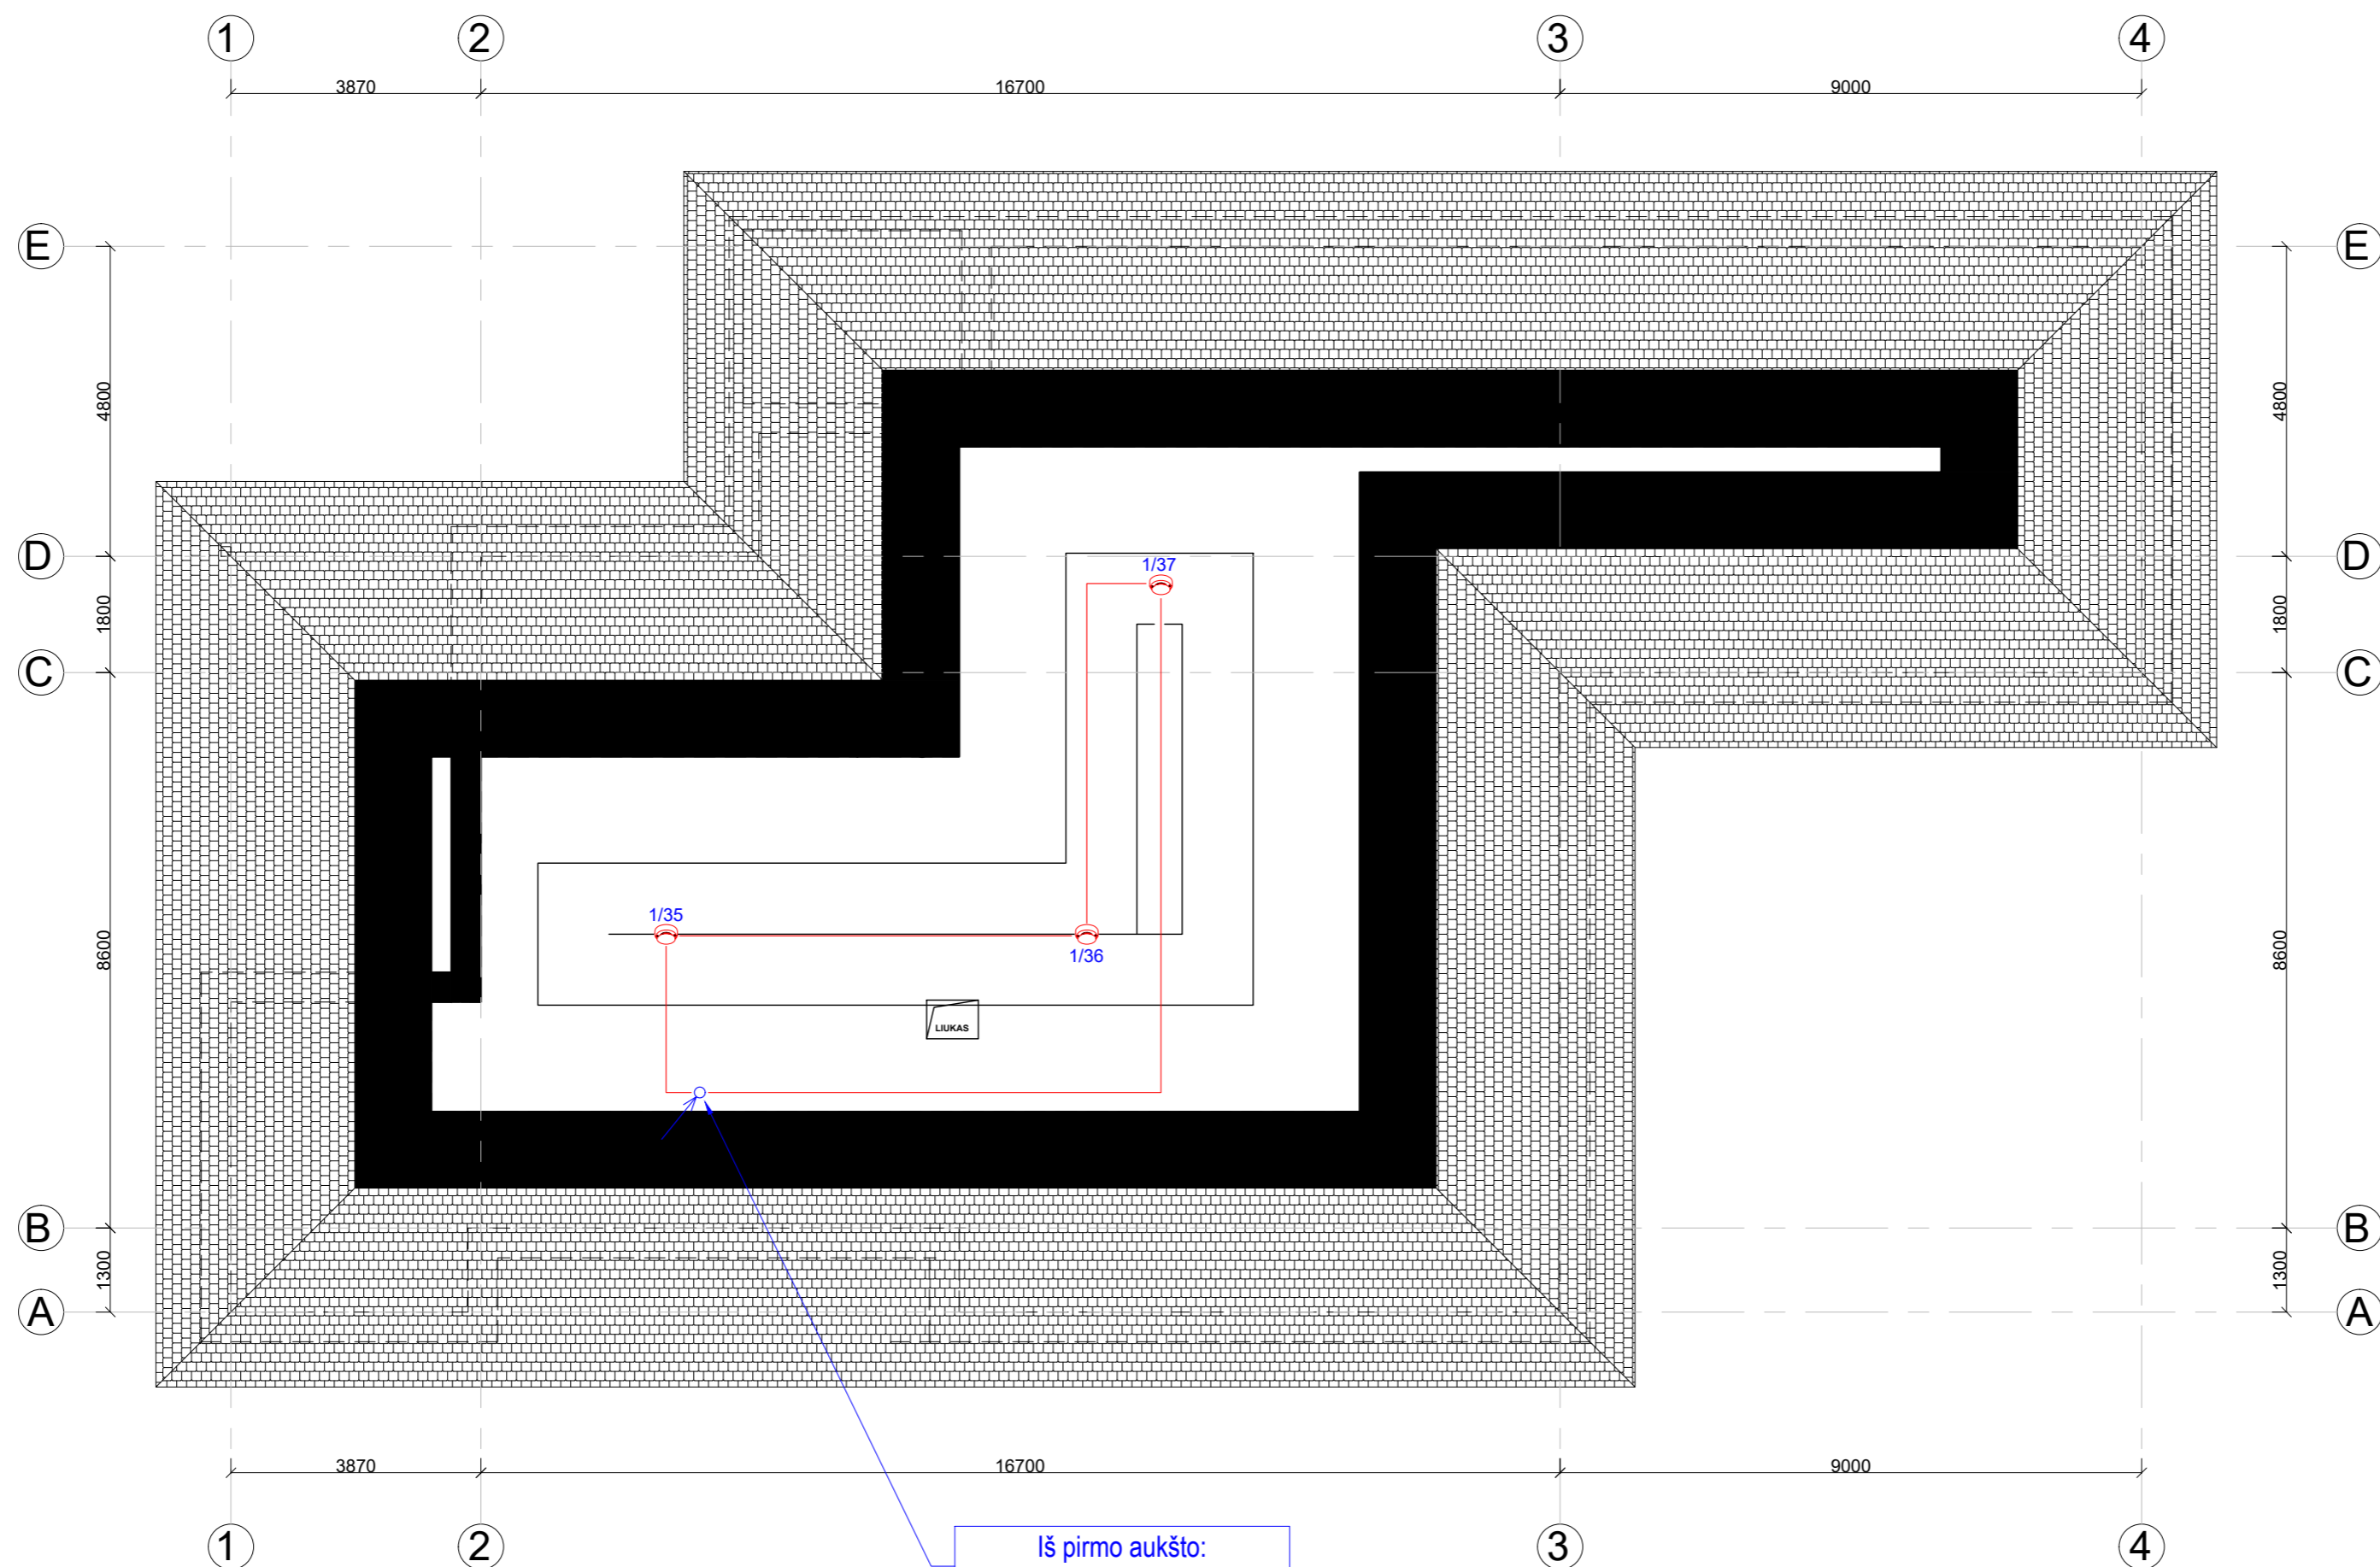 1 2 3 4
3870 16700 9000
E E
4800 4800
1/37
D D
1800 1800
C C
1/35
1/36
8600 8600
LIUKAS
B B
1300 1300
A A
3870 16700 9000
Iš pirmo aukšto:
1 2 3 4